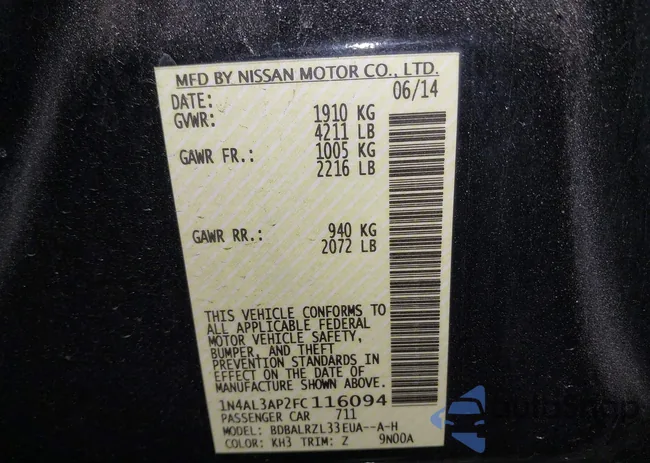 MFD BY NISSAN MOTOR CO., LTD.
DATE: 06/14
GVWR: 1910 KG
4211 LB
GAWR FR.: 1005 KG
2216 LB
GAWR RR.: 940 KG
2072 LB
THIS VEHICLE CONFORMS TO
ALL APPLICABLE FEDERAL
MOTOR VEHICLE SAFETY,
BUMPER, AND THEFT
PREVENTION STANDARDS IN
EFFECT ON THE DATE OF
MANUFACTURE SHOWN ABOVE.
1N4AL3AP2FC116094
PASSENGER CAR 711
MODEL: BDBALRZL33EUA--A-H
COLOR: KH3 TRIM: Z 9N00A